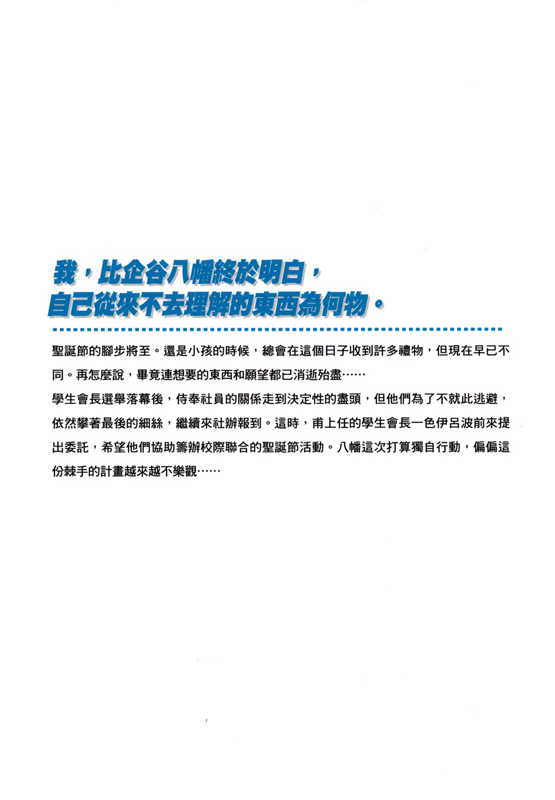 我，比企谷八幡終於明白，
自己從來不去理解的東西為何物。
聖誕節的腳步將至。還是小孩的時候，總會在這個日子收到許多禮物，但現在早已不
同。再怎麼說，畢竟連想要的東西和願望都已消逝殆盡……
學生會長選舉落幕後，侍奉社員的關係走到決定性的盡頭，但他們為了不就此逃避，
依然攀著最後的細絲，繼續來社辦報到。這時，甫上任的學生會長一色伊呂波前來提
出委託，希望他們協助籌辦校際聯合的聖誕節活動。八幡這次打算獨自行動，偏偏這
份棘手的計畫越來越不樂觀……